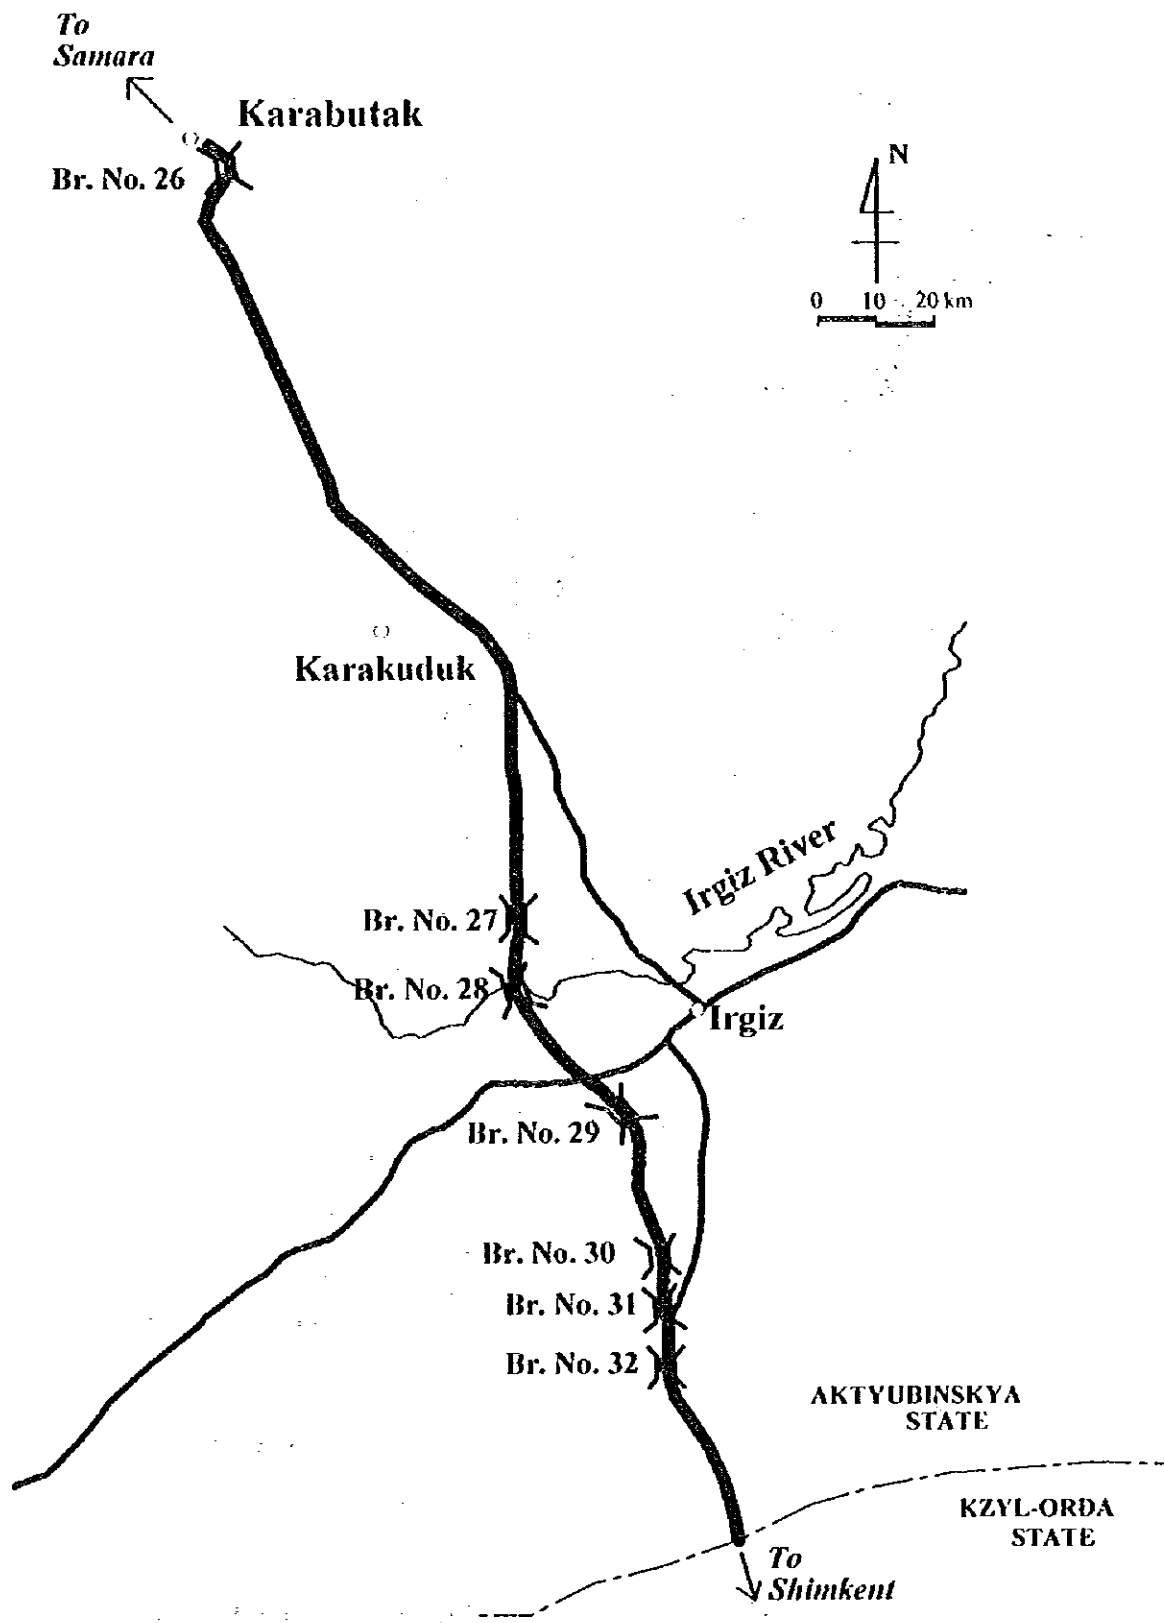 To
Samara
Karabutak
Br. No. 26
N
0 10 20 km
Karakuduk
Irgiz River
Br. No. 27
Br. No. 28
Irgiz
Br. No. 29
Br. No. 30
Br. No. 31
Br. No. 32
AKTYUBINSKYA
STATE
KZYL-ORDA
STATE
To
Shimkent